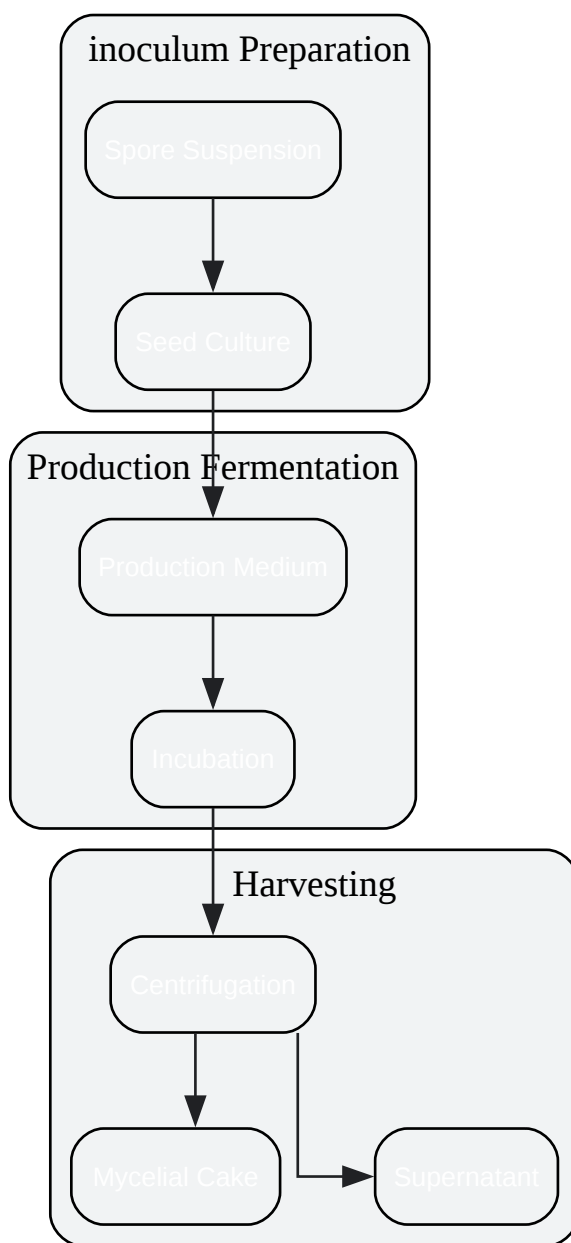 inoculum Preparation
Spore Suspension
Seed Culture
Production Fermentation
Production Medium
Incubation
Harvesting
Centrifugation
Mycelial Cake
Supernatant